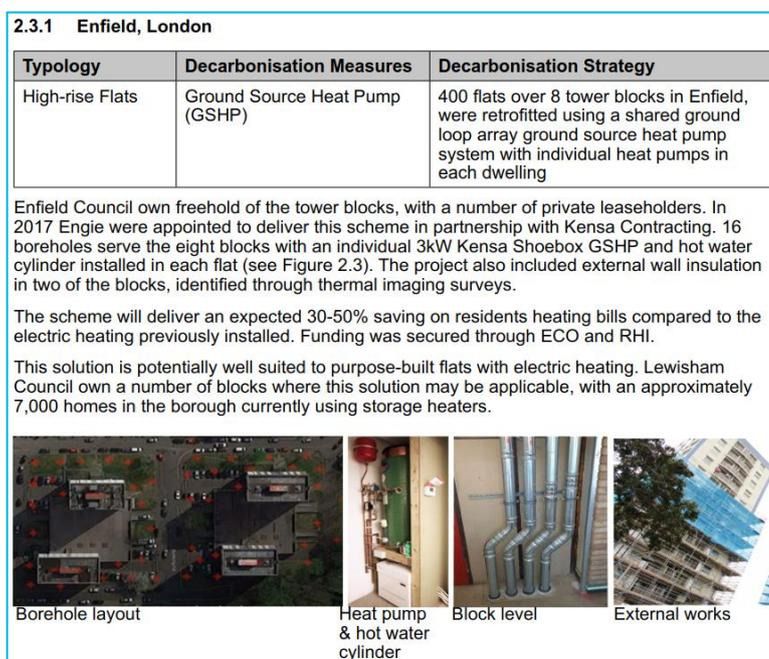 2.3.1 Enfield, London
Typology
Decarbonisation Measures
Decarbonisation Strategy
High-rise Flats
Ground Source Heat Pump
(GSHP)
400 flats over 8 tower blocks in Enfield,
were retrofitted using a shared ground
loop array ground source heat pump
system with individual heat pumps in
each dwelling
Enfield Council own freehold of the tower blocks, with a number of private leaseholders. In
2017 Engie were appointed to deliver this scheme in partnership with Kensa Contracting. 16
boreholes serve the eight blocks with an individual 3kW Kensa Shoebox GSHP and hot water
cylinder installed in each flat (see Figure 2.3). The project also included external wall insulation
in two of the blocks, identified through thermal imaging surveys.
The scheme will deliver an expected 30-50% saving on residents heating bills compared to the
electric heating previously installed. Funding was secured through ECO and RHI.
This solution is potentially well suited to purpose-built flats with electric heating. Lewisham
Council own a number of blocks where this solution may be applicable, with an approximately
7,000 homes in the borough currently using storage heaters.
Borehole layout
Heat pump
& hot water
cylinder
Block level
External works